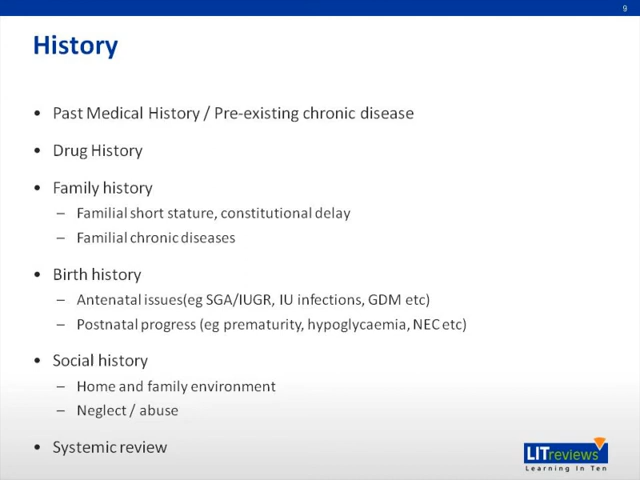 9
History
• Past Medical History / Pre-existing chronic disease
• Drug History
• Family history
– Familial short stature, constitutional delay
– Familial chronic diseases
• Birth history
– Antenatal issues(eg SGA/IUGR, IU infections, GDM etc)
– Postnatal progress (eg prematurity, hypoglycaemia, NEC etc)
• Social history
– Home and family environment
– Neglect / abuse
• Systemic review
LITreviews
Learning In Ten